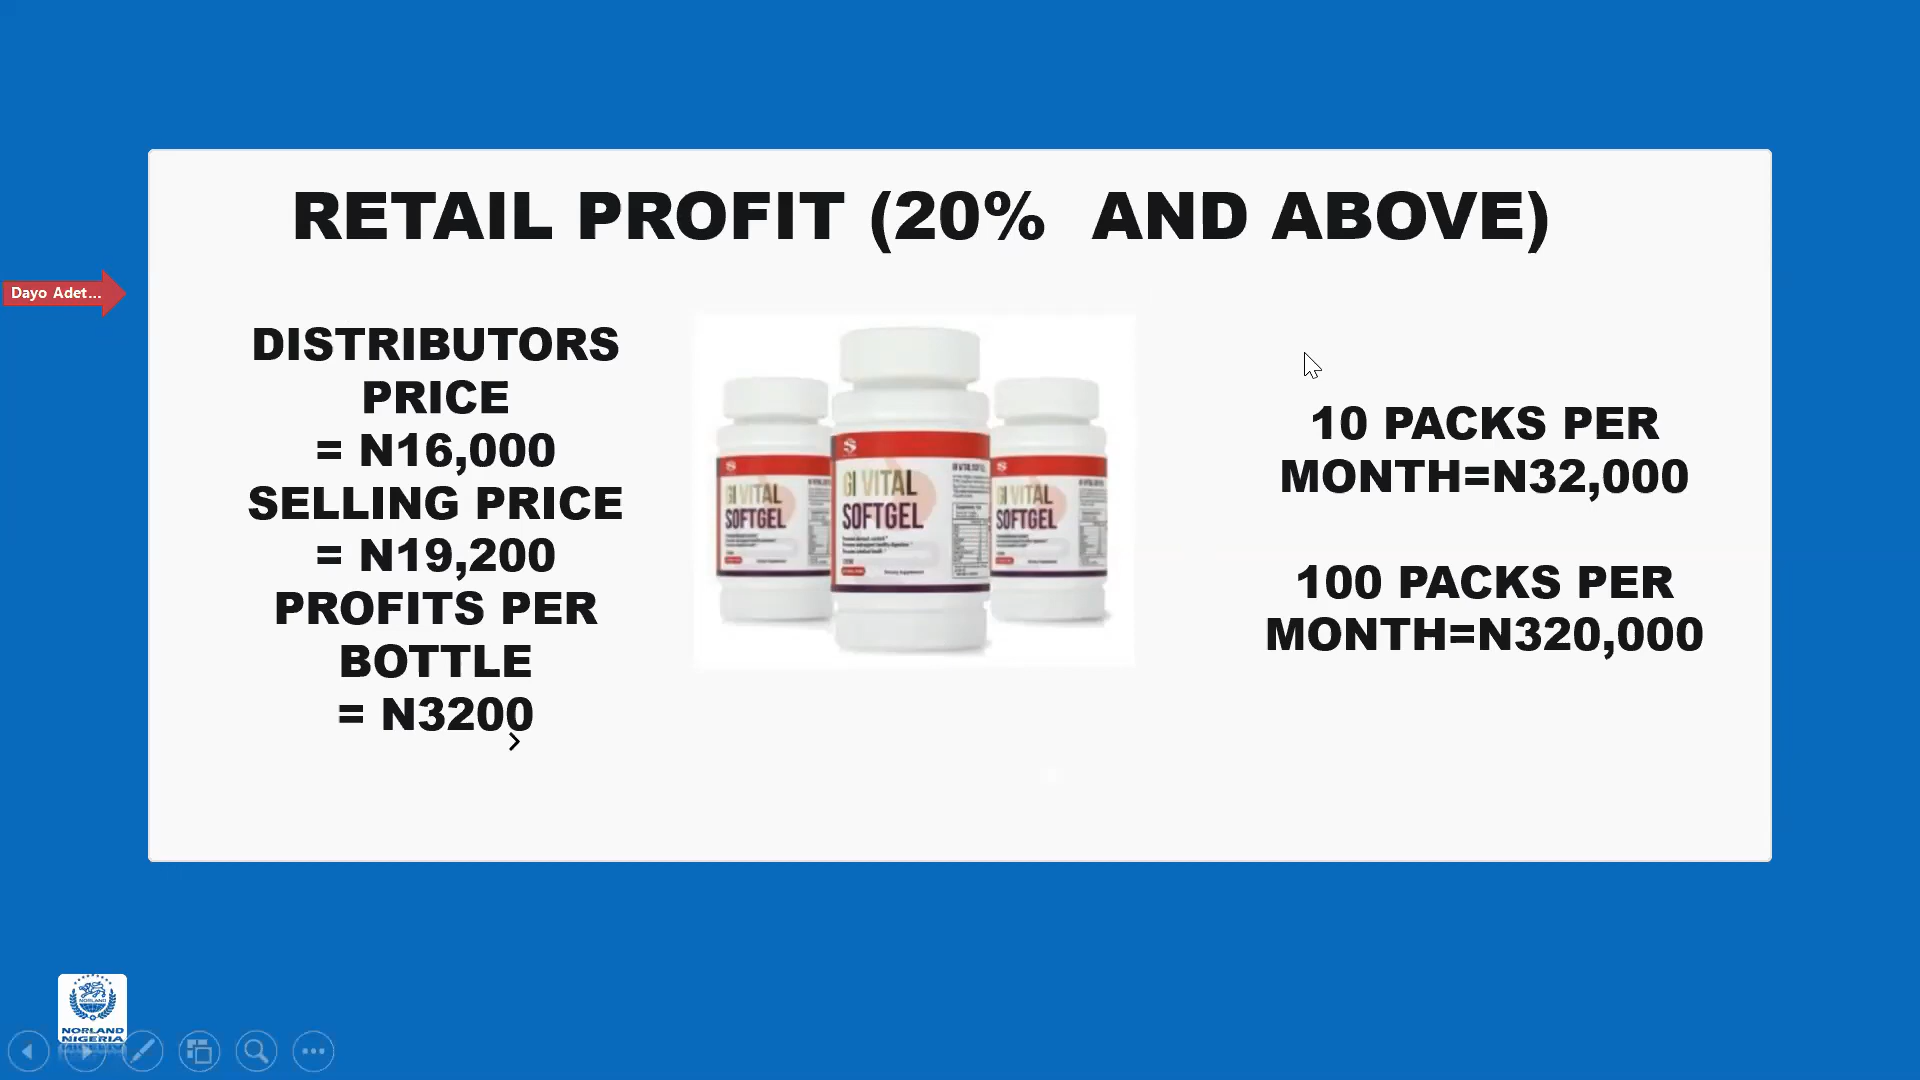 RETAIL PROFIT (20% AND ABOVE)
Dayo Adet...
DISTRIBUTORS
PRICE
= N16,000
SELLING PRICE
= N19,200
PROFITS PER
BOTTLE
= N3200
GI VITAL
SOFTGEL
GI VITAL
SOFTGEL
GI VITAL
SOFTGEL
10 PACKS PER
MONTH=N32,000
100 PACKS PER
MONTH=N320,000
NORLAND
NORLAND
NIGERIA